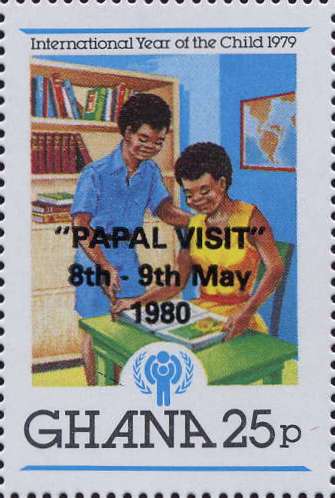 International Year of the Child 1979
"PAPAL VISIT"
8th - 9th May
1980
GHANA 25p